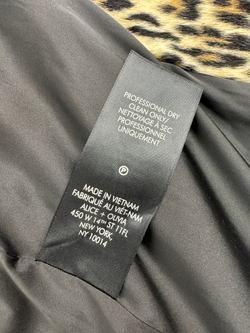 PROFESSIONAL DRY
CLEAN ONLY/
NETTOYAGE À SEC
PROFESSIONNEL
UNIQUEMENT
P
MADE IN VIETNAM
FABRIQUÉ AU VIÊT-NAM
ALICE + OLIVIA
450 W 14TH ST 11FL
NEW YORK,
NY 10014